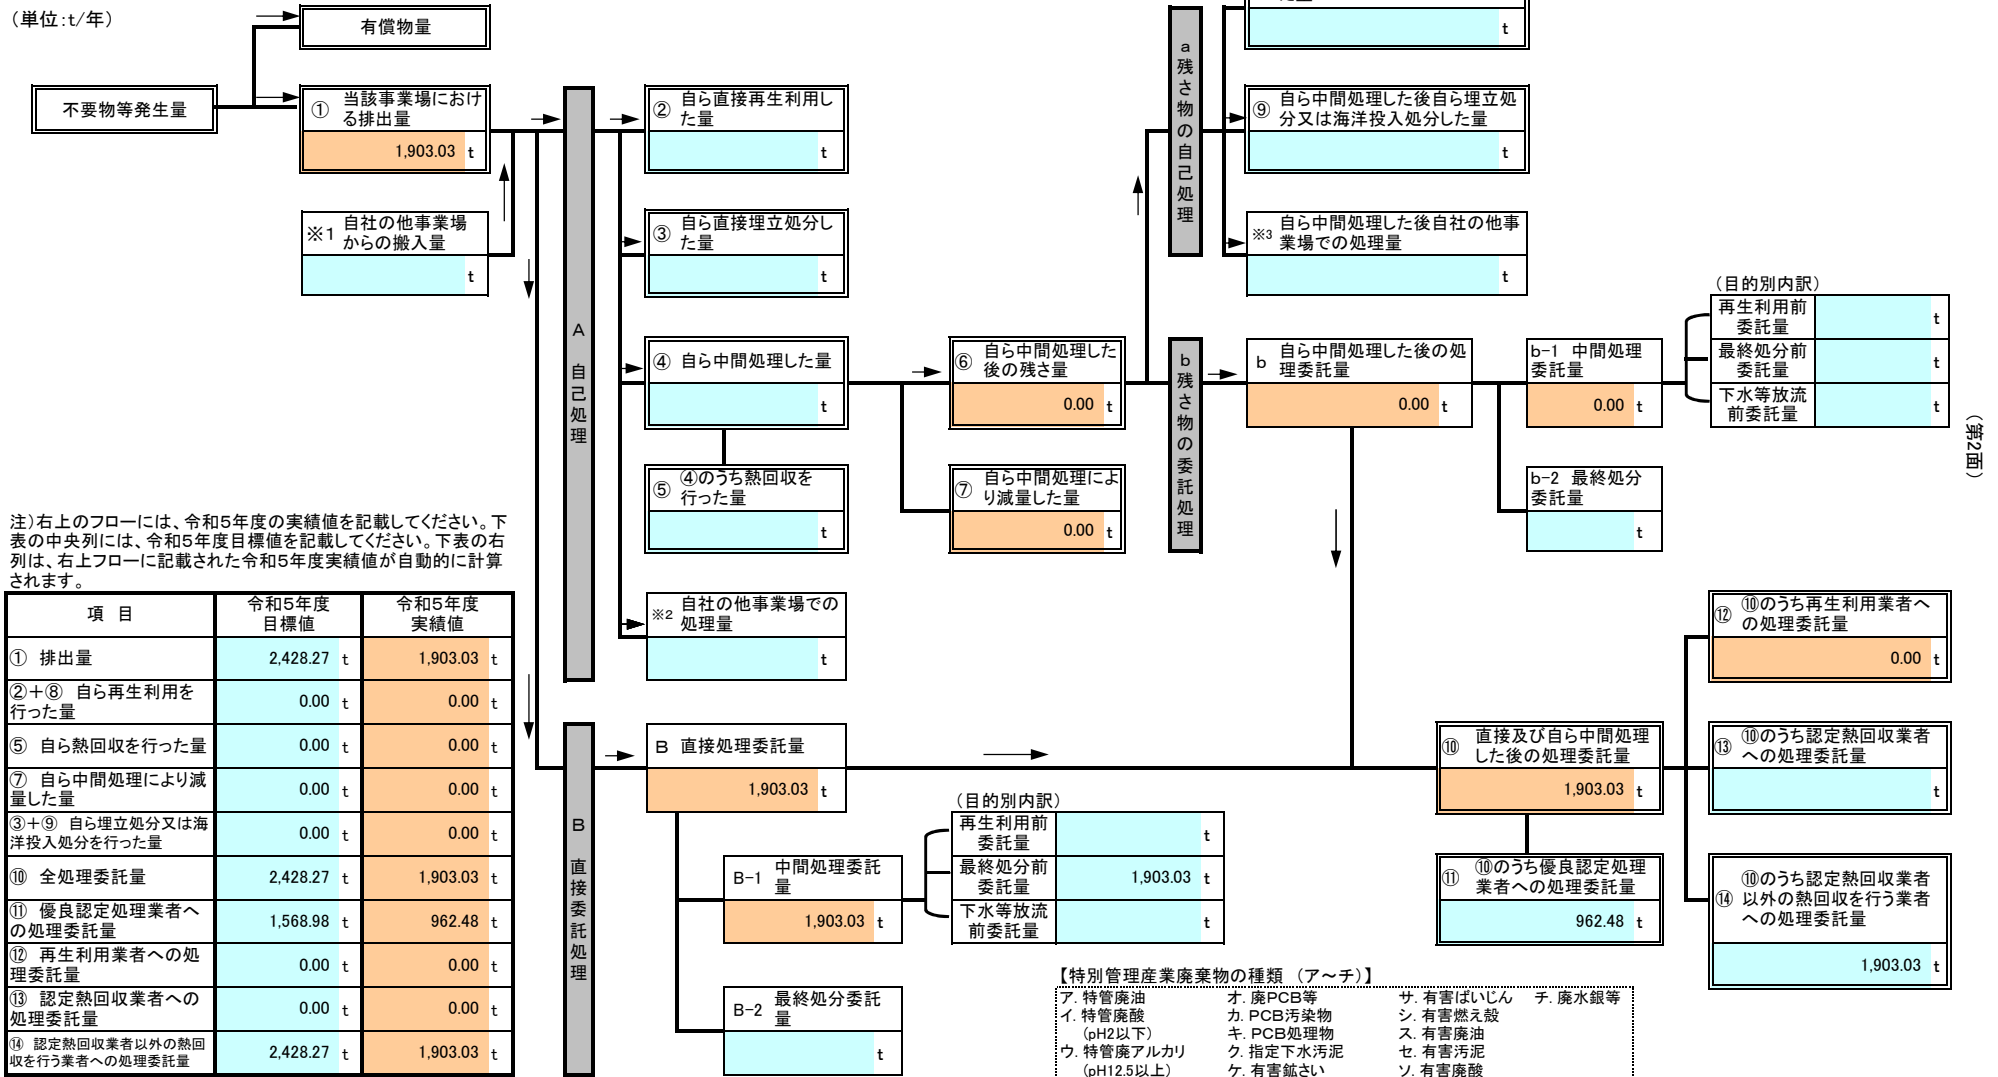 (単位:t/年)
有償物量
不要物等発生量
① 当該事業場におけ
る排出量
1,903.03 t
※1 自社の他事業場
からの搬入量
t
A 自己処理
② 自ら直接再生利用し
た量
t
③ 自ら直接埋立処分し
た量
t
④ 自ら中間処理した量
t
⑤ ④のうち熱回収を
行った量
t
※2 自社の他事業場での
処理量
t
⑥ 自ら中間処理した
後の残さ量
0.00 t
⑦ 自ら中間処理によ
り減量した量
0.00 t
a残さ物の自己処理
t
⑨ 自ら中間処理した後自ら埋立処
分又は海洋投入処分した量
t
※3 自ら中間処理した後自社の他事
業場での処理量
t
b残さ物の委託処理
b 自ら中間処理した後の処
理委託量
0.00 t
b-1 中間処理
委託量
0.00 t
b-2 最終処分
委託量
t
(目的別内訳)
再生利用前
委託量
t
最終処分前
委託量
t
下水等放流
前委託量
t
(第2面)
注)右上のフローには、令和5年度の実績値を記載してください。下
表の中央列には、令和5年度目標値を記載してください。下表の右
列は、右上フローに記載された令和5年度実績値が自動的に計算
されます。
項 目
令和5年度
目標値
令和5年度
実績値
① 排出量
2,428.27 t 1,903.03 t
②+⑧ 自ら再生利用を
行った量
0.00 t 0.00 t
⑤ 自ら熱回収を行った量
0.00 t 0.00 t
⑦ 自ら中間処理により減
量した量
0.00 t 0.00 t
③+⑨ 自ら埋立処分又は海
洋投入処分を行った量
0.00 t 0.00 t
⑩ 全処理委託量
2,428.27 t 1,903.03 t
⑪ 優良認定処理業者へ
の処理委託量
1,568.98 t 962.48 t
⑫ 再生利用業者への処
理委託量
0.00 t 0.00 t
⑬ 認定熱回収業者への
処理委託量
0.00 t 0.00 t
⑭ 認定熱回収業者以外の熱回
収を行う業者への処理委託量
2,428.27 t 1,903.03 t
B 直接委託処理
B 直接処理委託量
1,903.03 t
B-1 中間処理委託
量
1,903.03 t
B-2 最終処分委託
量
t
(目的別内訳)
再生利用前
委託量
t
最終処分前
委託量
1,903.03 t
下水等放流
前委託量
t
⑩ 直接及び自ら中間処理
した後の処理委託量
1,903.03 t
⑪ ⑩のうち優良認定処理
業者への処理委託量
962.48 t
⑫ ⑩のうち再生利用業者へ
の処理委託量
0.00 t
⑬ ⑩のうち認定熱回収業者
への処理委託量
t
⑭ ⑩のうち認定熱回収業者
以外の熱回収を行う業者
への処理委託量
1,903.03 t
【特別管理産業廃棄物の種類 (ア～チ)】
ア. 特管廃油 オ. 廃PCB等 サ. 有害ばいじん チ. 廃水銀等
イ. 特管廃酸 カ. PCB汚染物 シ. 有害燃え殻
(pH2以下) キ. PCB処理物 ス. 有害廃油
ウ. 特管廃アルカリ ク. 指定下水汚泥 セ. 有害汚泥
(pH12.5以上) ケ. 有害鉱さい ソ. 有害廃酸